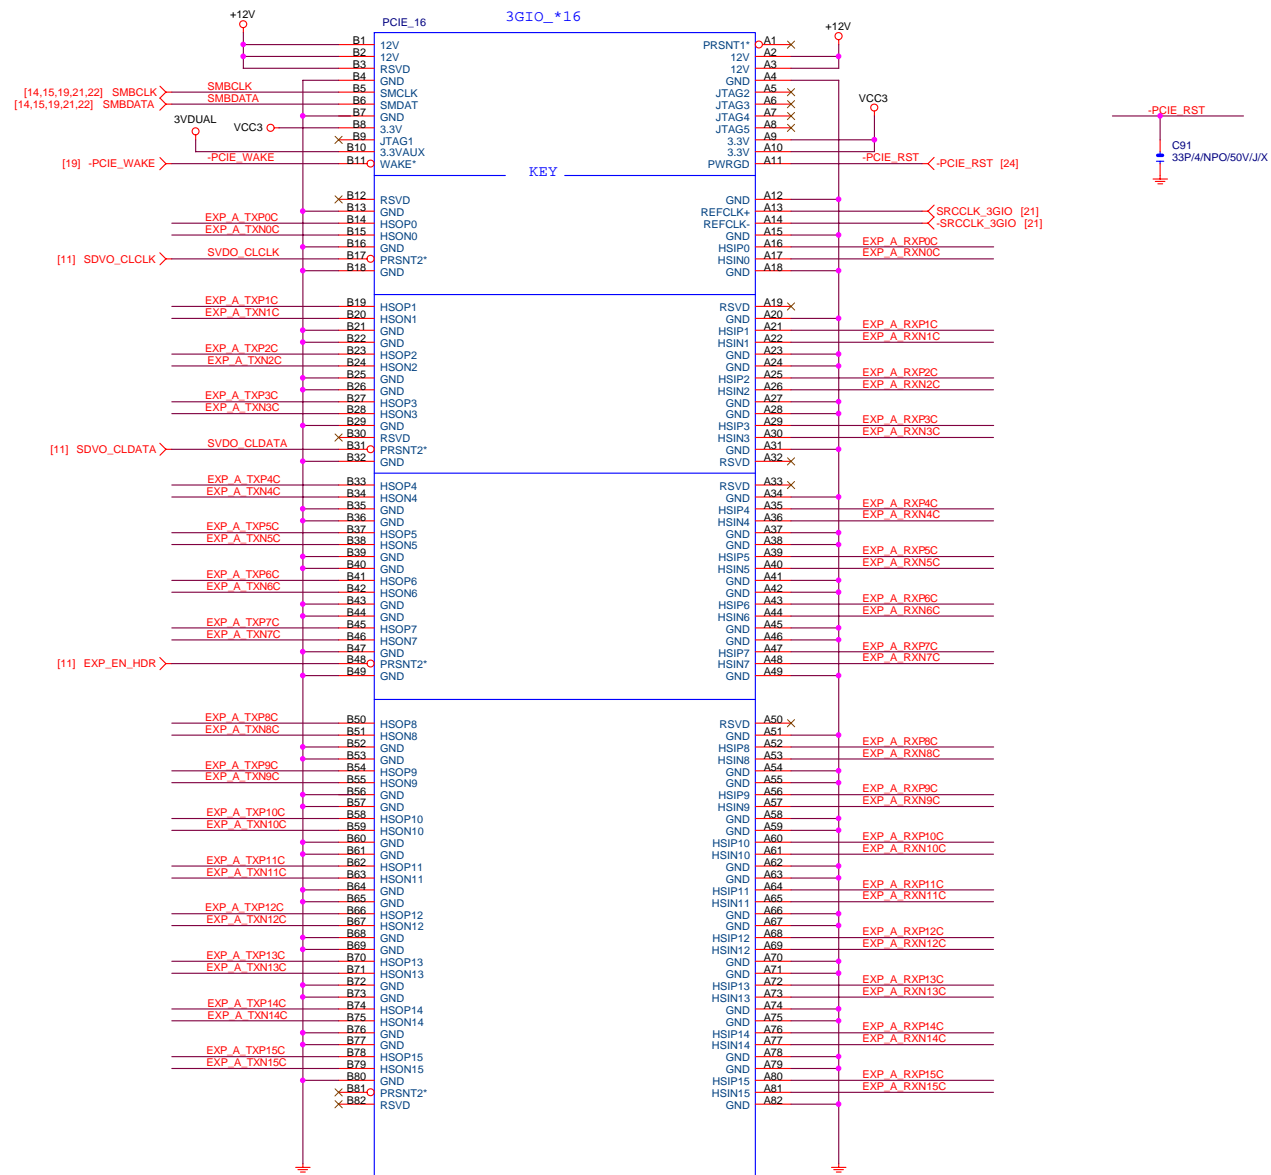 3GIO_*16
PCIE_16
+12V
B1 12V
B2 12V
B3 RSVD
B4 GND
[14,15,19,21,22] SMBCLK SMBCLK B5 SMCLK
[14,15,19,21,22] SMBDATA SMBDATA B6 SMDAT
B7 GND
3VDUAL VCC3 B8 3.3V
B9 JTAG1
B10 3.3VAUX
[19] -PCIE_WAKE -PCIE_WAKE B11 WAKE*
KEY
B12 RSVD
B13 GND
EXP_A_TXP0C B14 HSOP0
EXP_A_TXN0C B15 HSON0
B16 GND
[11] SDVO_CLCLK SVDO_CLCLK B17 PRSNT2*
B18 GND
EXP_A_TXP1C B19 HSOP1
EXP_A_TXN1C B20 HSON1
B21 GND
B22 GND
EXP_A_TXP2C B23 HSOP2
EXP_A_TXN2C B24 HSON2
B25 GND
B26 GND
EXP_A_TXP3C B27 HSOP3
EXP_A_TXN3C B28 HSON3
B29 GND
B30 RSVD
[11] SDVO_CLDATA SVDO_CLDATA B31 PRSNT2*
B32 GND
EXP_A_TXP4C B33 HSOP4
EXP_A_TXN4C B34 HSON4
B35 GND
B36 GND
EXP_A_TXP5C B37 HSOP5
EXP_A_TXN5C B38 HSON5
B39 GND
B40 GND
EXP_A_TXP6C B41 HSOP6
EXP_A_TXN6C B42 HSON6
B43 GND
B44 GND
EXP_A_TXP7C B45 HSOP7
EXP_A_TXN7C B46 HSON7
B47 GND
[11] EXP_EN_HDR B48 PRSNT2*
B49 GND
EXP_A_TXP8C B50 HSOP8
EXP_A_TXN8C B51 HSON8
B52 GND
B53 GND
EXP_A_TXP9C B54 HSOP9
EXP_A_TXN9C B55 HSON9
B56 GND
B57 GND
EXP_A_TXP10C B58 HSOP10
EXP_A_TXN10C B59 HSON10
B60 GND
B61 GND
EXP_A_TXP11C B62 HSOP11
EXP_A_TXN11C B63 HSON11
B64 GND
B65 GND
EXP_A_TXP12C B66 HSOP12
EXP_A_TXN12C B67 HSON12
B68 GND
B69 GND
EXP_A_TXP13C B70 HSOP13
EXP_A_TXN13C B71 HSON13
B72 GND
B73 GND
EXP_A_TXP14C B74 HSOP14
EXP_A_TXN14C B75 HSON14
B76 GND
B77 GND
EXP_A_TXP15C B78 HSOP15
EXP_A_TXN15C B79 HSON15
B80 GND
B81 PRSNT2*
B82 RSVD
+12V
PRSNT1* A1
12V A2
12V A3
GND A4
JTAG2 A5
JTAG3 A6
JTAG4 A7
JTAG5 A8
VCC3
3.3V A9
3.3V A10
PWRGD A11 -PCIE_RST -PCIE_RST [24]
GND A12
REFCLK+ A13 SRCCLK_3GIO [21]
REFCLK- A14 -SRCCLK_3GIO [21]
GND A15
HSIP0 A16 EXP_A_RXP0C
HSIN0 A17 EXP_A_RXN0C
GND A18
RSVD A19
GND A20
HSIP1 A21 EXP_A_RXP1C
HSIN1 A22 EXP_A_RXN1C
GND A23
GND A24
HSIP2 A25 EXP_A_RXP2C
HSIN2 A26 EXP_A_RXN2C
GND A27
GND A28
HSIP3 A29 EXP_A_RXP3C
HSIN3 A30 EXP_A_RXN3C
GND A31
RSVD A32
RSVD A33
GND A34
HSIP4 A35 EXP_A_RXP4C
HSIN4 A36 EXP_A_RXN4C
GND A37
GND A38
HSIP5 A39 EXP_A_RXP5C
HSIN5 A40 EXP_A_RXN5C
GND A41
GND A42
HSIP6 A43 EXP_A_RXP6C
HSIN6 A44 EXP_A_RXN6C
GND A45
GND A46
HSIP7 A47 EXP_A_RXP7C
HSIN7 A48 EXP_A_RXN7C
GND A49
RSVD A50
GND A51
HSIP8 A52 EXP_A_RXP8C
HSIN8 A53 EXP_A_RXN8C
GND A54
GND A55
HSIP9 A56 EXP_A_RXP9C
HSIN9 A57 EXP_A_RXN9C
GND A58
GND A59
HSIP10 A60 EXP_A_RXP10C
HSIN10 A61 EXP_A_RXN10C
GND A62
GND A63
HSIP11 A64 EXP_A_RXP11C
HSIN11 A65 EXP_A_RXN11C
GND A66
GND A67
HSIP12 A68 EXP_A_RXP12C
HSIN12 A69 EXP_A_RXN12C
GND A70
GND A71
HSIP13 A72 EXP_A_RXP13C
HSIN13 A73 EXP_A_RXN13C
GND A74
GND A75
HSIP14 A76 EXP_A_RXP14C
HSIN14 A77 EXP_A_RXN14C
GND A78
GND A79
HSIP15 A80 EXP_A_RXP15C
HSIN15 A81 EXP_A_RXN15C
GND A82
-PCIE_RST
C91
33P/4/NPO/50V/J/X